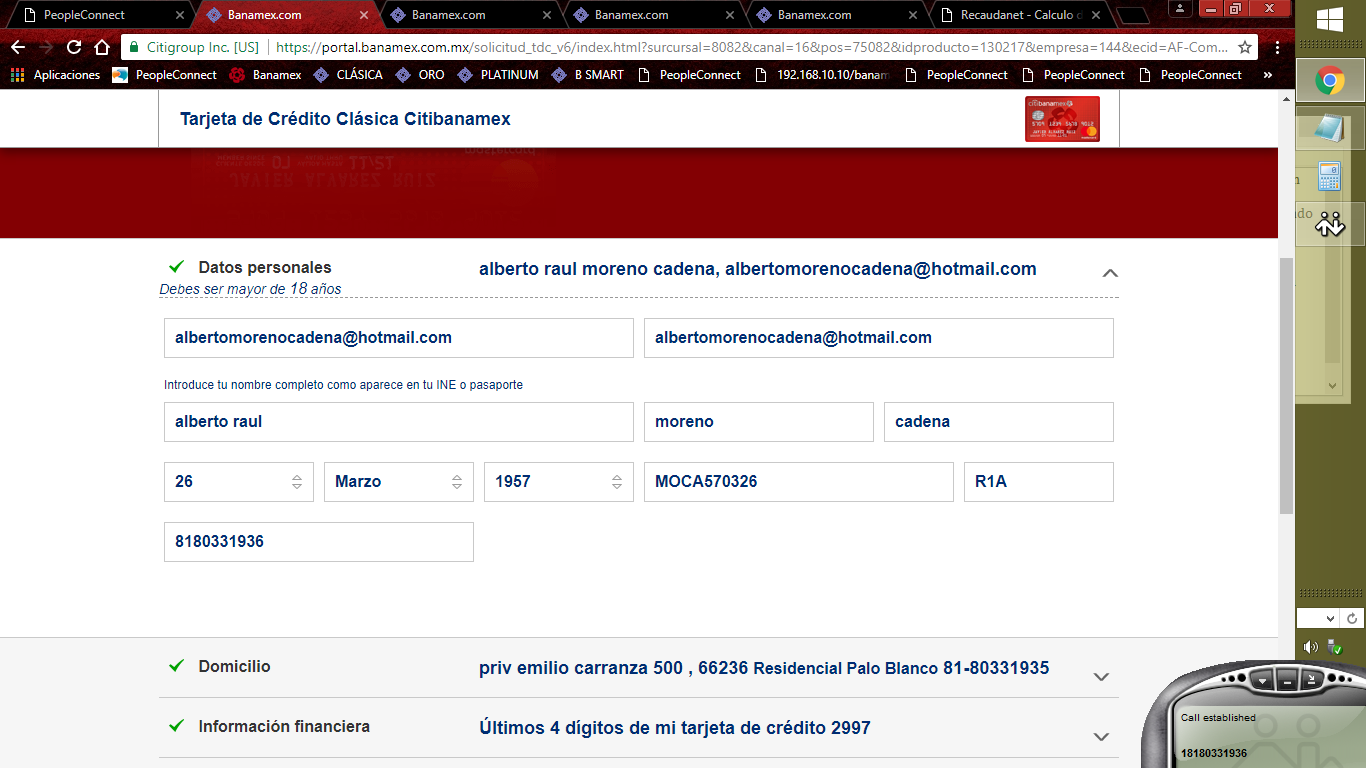 PeopleConnect
Banamex.com
Banamex.com
Banamex.com
Banamex.com
Recaudanet - Calculo d
Citigroup Inc. [US]
https://portal.banamex.com.mx/solicitud_tdc_v6/index.html?surcursal=8082&canal=16&pos=75082&idproducto=130217&empresa=144&ecid=AF-Com...
Aplicaciones PeopleConnect Banamex CLÁSICA ORO PLATINUM B SMART PeopleConnect 192.168.10.10/banam PeopleConnect PeopleConnect PeopleConnect »
Tarjeta de Crédito Clásica Citibanamex
citibanamex
JAVIER ALVAREZ RUIZ
Datos personales
alberto raul moreno cadena, albertomorenocadena@hotmail.com
Debes ser mayor de 18 años
albertomorenocadena@hotmail.com albertomorenocadena@hotmail.com
Introduce tu nombre completo como aparece en tu INE o pasaporte
alberto raul moreno cadena
26 Marzo 1957 MOCA570326 R1A
8180331936
Domicilio priv emilio carranza 500 , 66236 Residencial Palo Blanco 81-80331935
Información financiera Últimos 4 dígitos de mi tarjeta de crédito 2997
Call established
18180331936